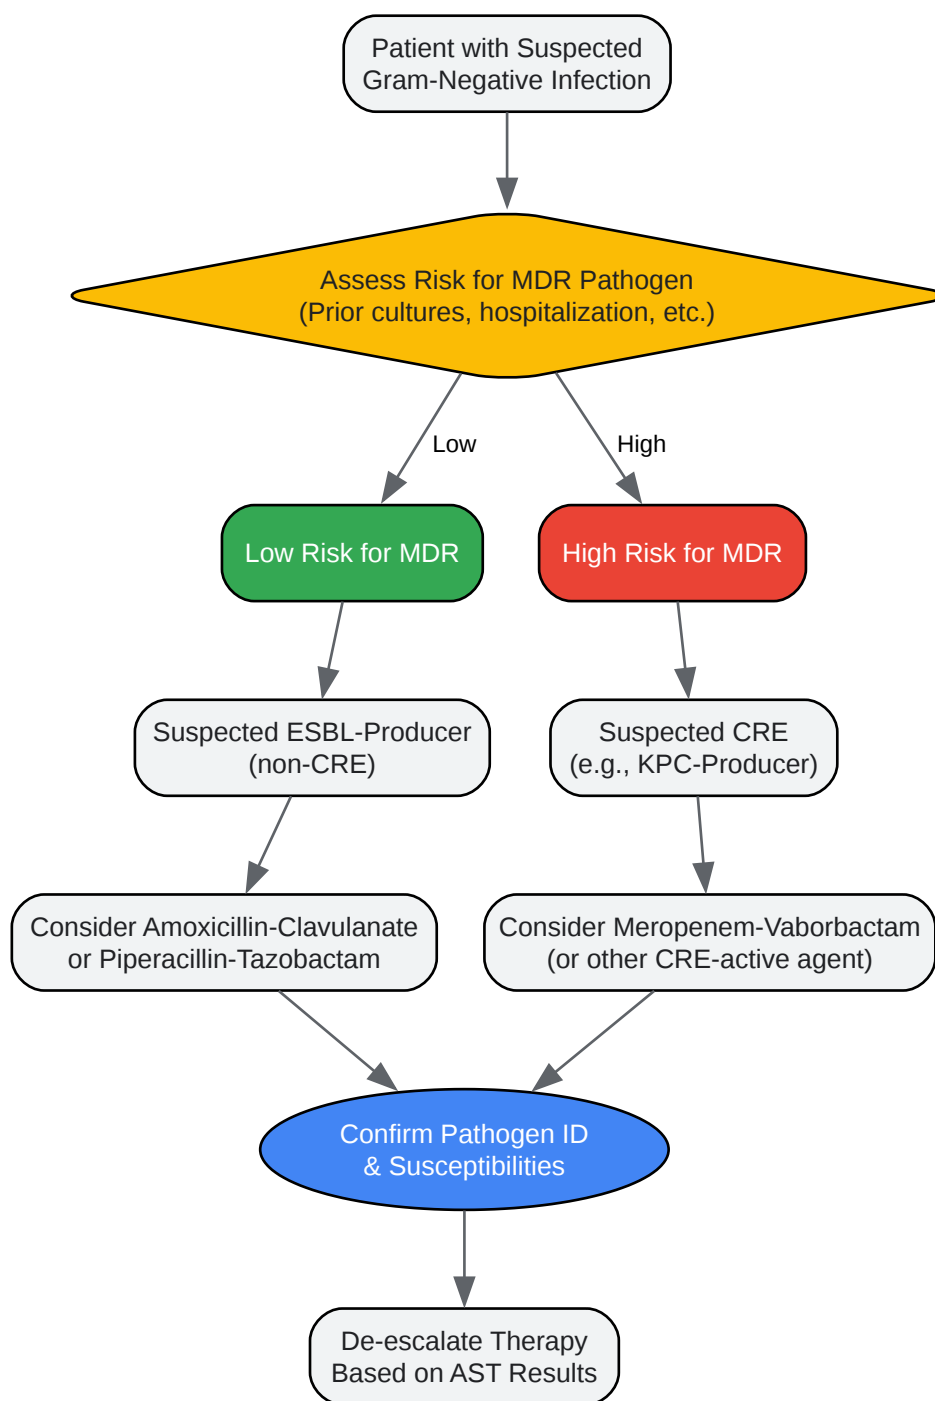 Patient with Suspected
Gram-Negative Infection
Assess Risk for MDR Pathogen
(Prior cultures, hospitalization, etc.)
Low
High
Low Risk for MDR
High Risk for MDR
Suspected ESBL-Producer
(non-CRE)
Suspected CRE
(e.g., KPC-Producer)
Consider Amoxicillin-Clavulanate
or Piperacillin-Tazobactam
Consider Meropenem-Vaborbactam
(or other CRE-active agent)
Confirm Pathogen ID
& Susceptibilities
De-escalate Therapy
Based on AST Results